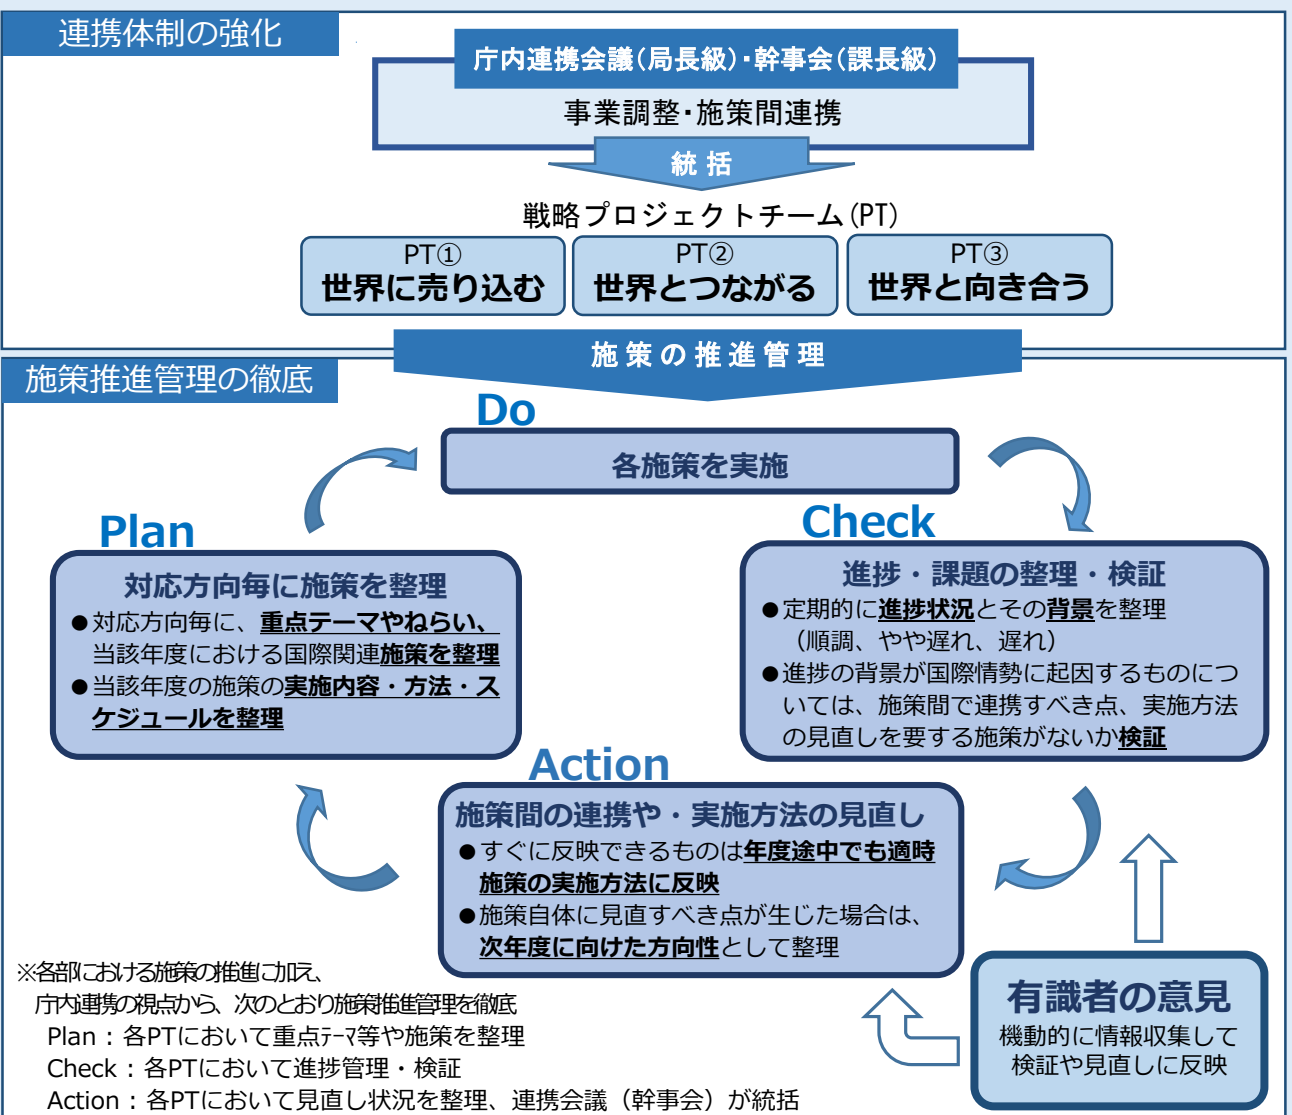 連携体制の強化
庁内連携会議(局長級)・幹事会(課長級)
事業調整・施策間連携
統括
戦略プロジェクトチーム(PT)
PT①
世界に売り込む
PT②
世界とつながる
PT③
世界と向き合う
施策の推進管理
施策推進管理の徹底
Do
各施策を実施
Plan
対応方向毎に施策を整理
●対応方向毎に、重点テーマやねらい、
当該年度における国際関連施策を整理
●当該年度の施策の実施内容・方法・ス
ケジュールを整理
Check
進捗・課題の整理・検証
●定期的に進捗状況とその背景を整理
（順調、やや遅れ、遅れ）
●進捗の背景が国際情勢に起因するものにつ
いては、施策間で連携すべき点、実施方法
の見直しを要する施策がないか検証
Action
施策間の連携や・実施方法の見直し
●すぐに反映できるものは年度途中でも適時
施策の実施方法に反映
●施策自体に見直すべき点が生じた場合は、
次年度に向けた方向性として整理
有識者の意見
機動的に情報収集して
検証や見直しに反映
※各部における施策の推進に加え、
庁内連携の視点から、次のとおり施策推進管理を徹底
Plan：各PTにおいて重点ﾃｰﾏ等や施策を整理
Check：各PTにおいて進捗管理・検証
Action：各PTにおいて見直し状況を整理、連携会議（幹事会）が統括